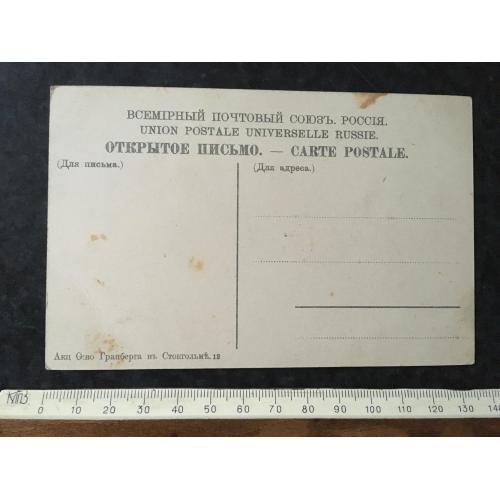 ВСЕМІРНЫЙ ПОЧТОВЫЙ СОЮЗЪ. РОССІЯ.
UNION POSTALE UNIVERSELLE RUSSIE.
ОТКРЫТОЕ ПИСЬМО. — CARTE POSTALE.
(Для письма.)
(Для адреса.)
Акц О-во Гранберга въ Стокгольмѣ. 12
0 10 20 30 40 50 60 70 80 90 100 110 120 130 140